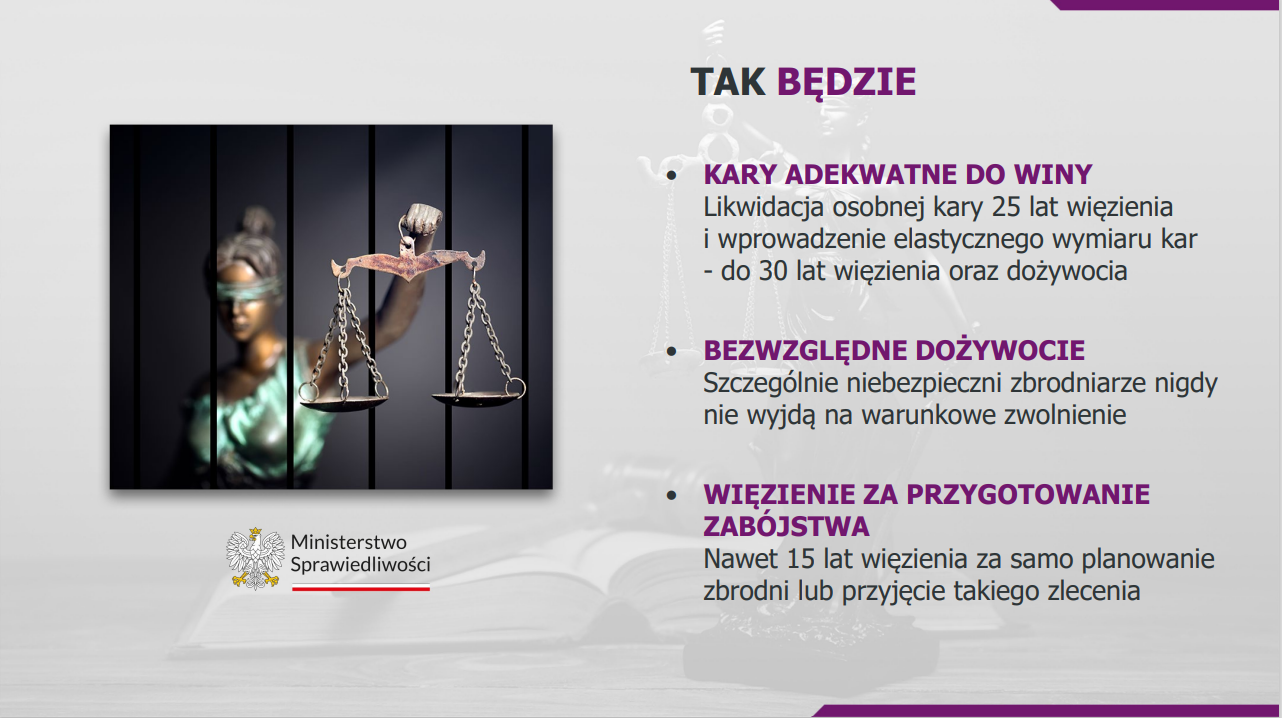 TAK BĘDZIE
KARY ADEKWATNE DO WINY
Likwidacja osobnej kary 25 lat więzienia
i wprowadzenie elastycznego wymiaru kar
- do 30 lat więzienia oraz dożywocia
BEZWZGLĘDNE DOŻYWOCIE
Szczególnie niebezpieczni zbrodniarze nigdy
nie wyjdą na warunkowe zwolnienie
WIĘZIENIE ZA PRZYGOTOWANIE
ZABÓJSTWA
Nawet 15 lat więzienia za samo planowanie
zbrodni lub przyjęcie takiego zlecenia
Ministerstwo
Sprawiedliwości